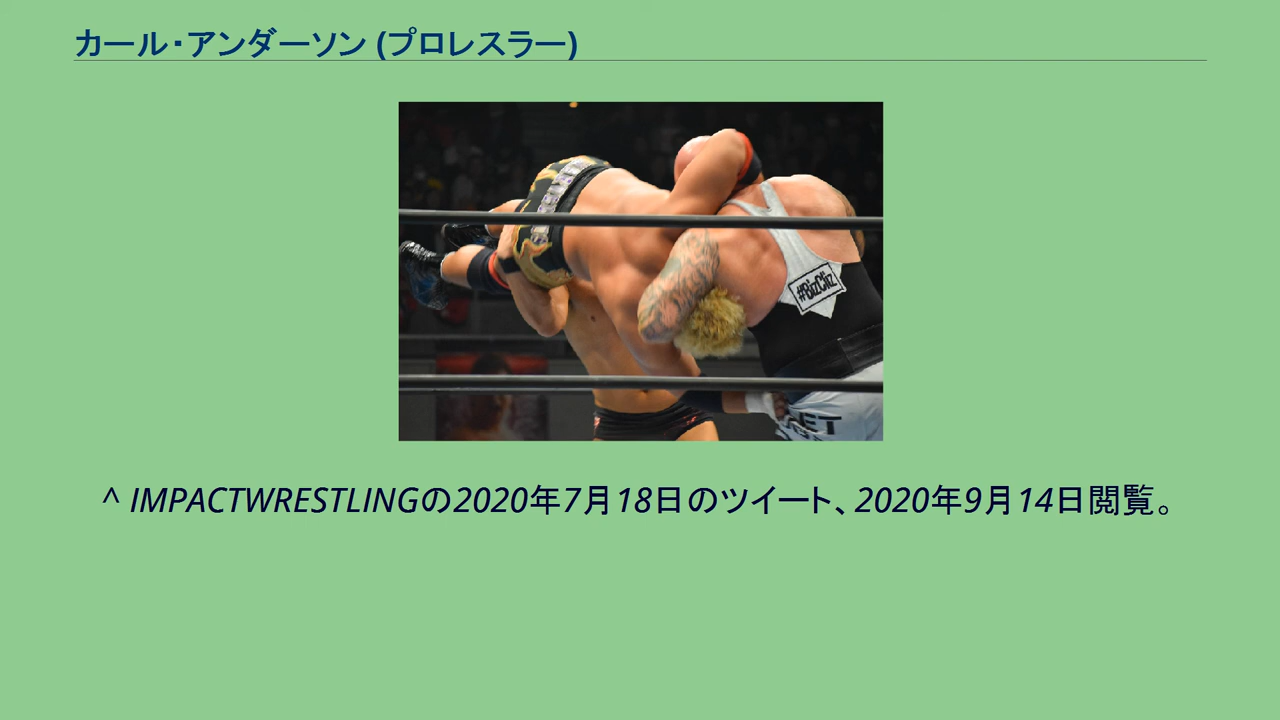 カール・アンダーソン (プロレスラー)
#BizCliz
^ IMPACTWRESTLINGの2020年7月18日のツイート、2020年9月14日閲覧。